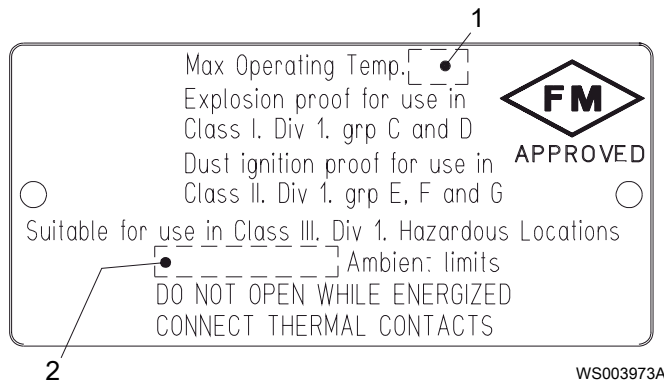 1
Max Operating Temp.
Explosion proof for use in
Class I. Div 1. grp C and D
Dust ignition proof for use in
Class II. Div 1. grp E, F and G
FM
APPROVED
Suitable for use in Class III. Div 1. Hazardous Locations
Ambient limits
DO NOT OPEN WHILE ENERGIZED
CONNECT THERMAL CONTACTS
2
WS003973A